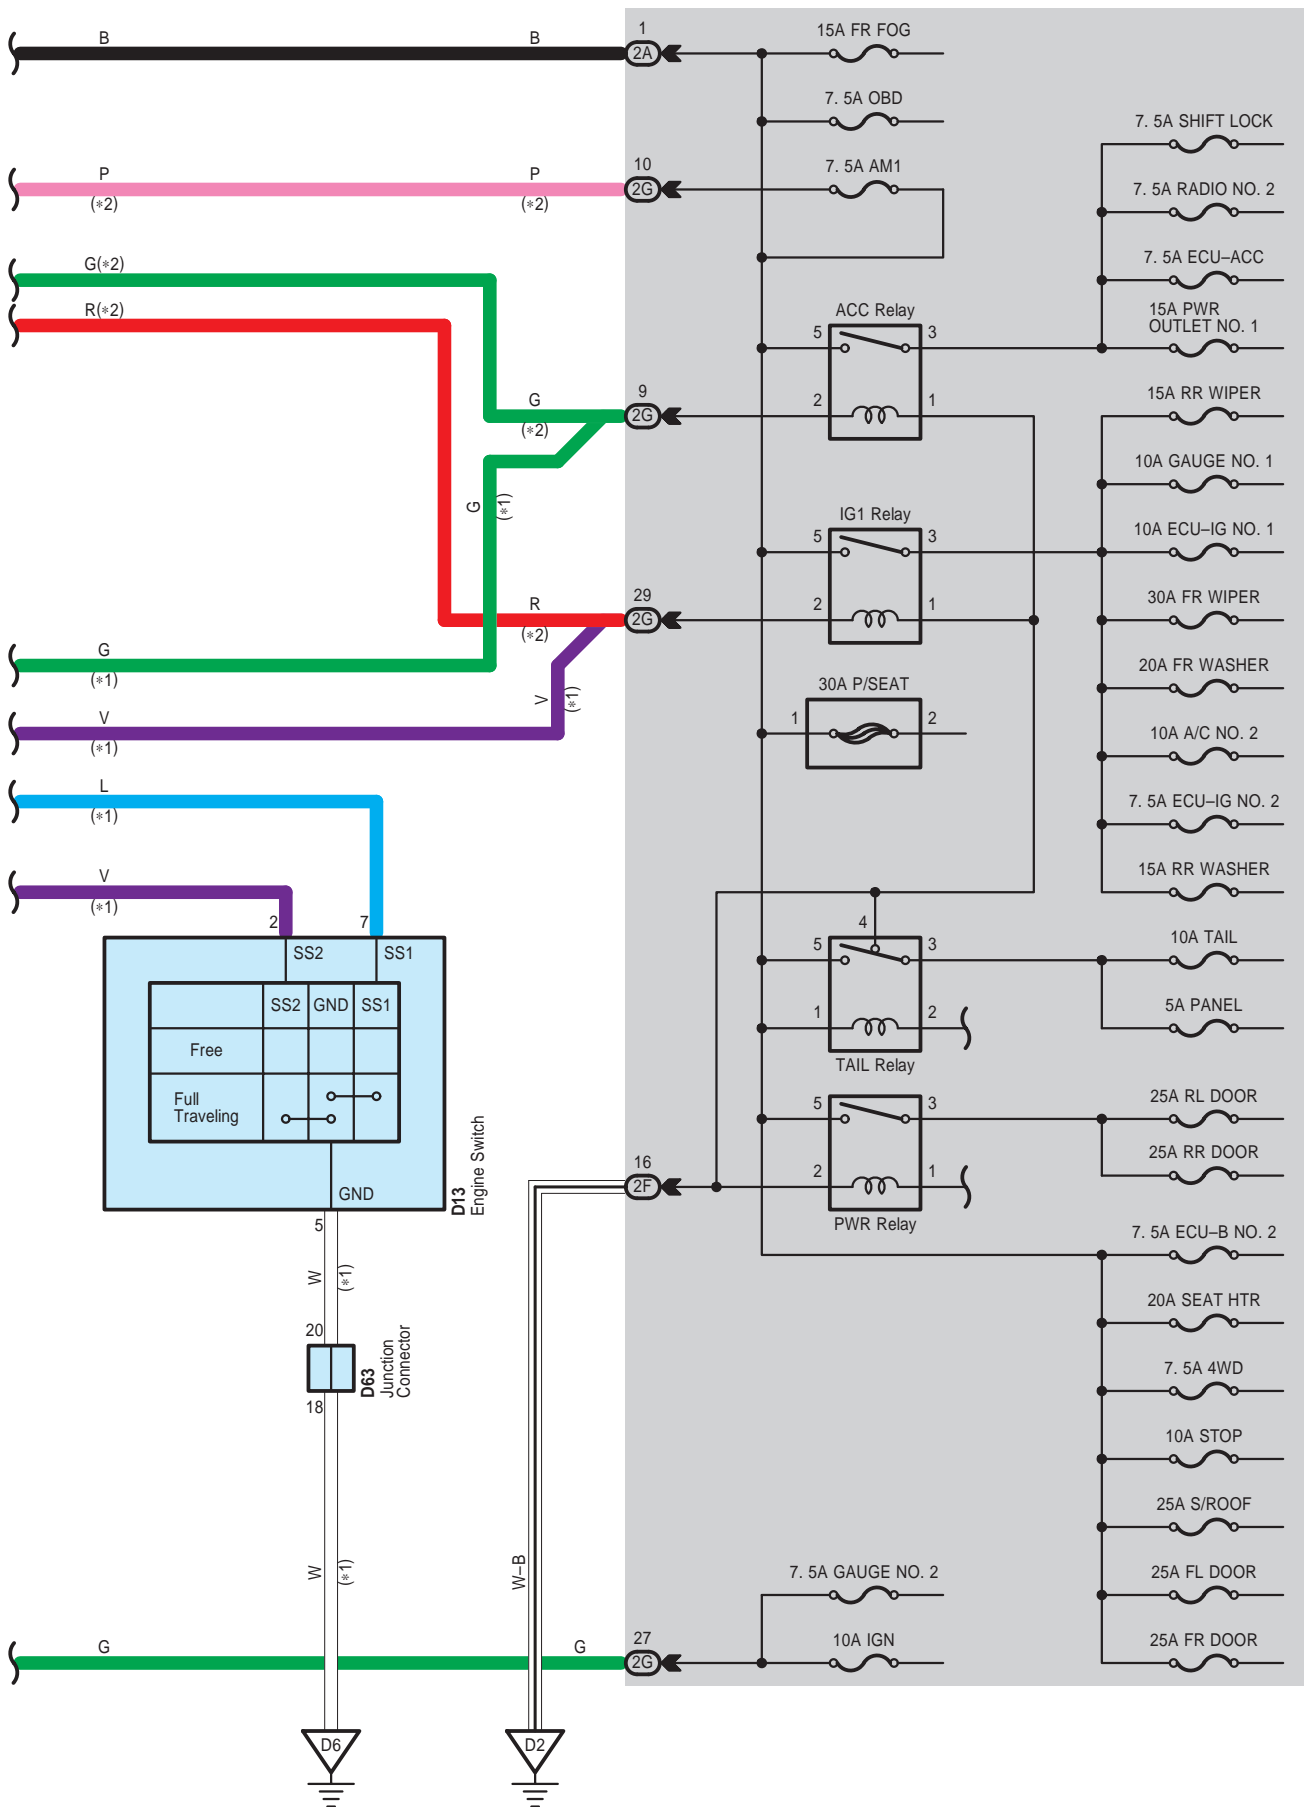 B B 1 15A FR FOG
2A
7. 5A OBD
7. 5A SHIFT LOCK
P P 10 7. 5A AM1
(*2) (*2) 2G
7. 5A RADIO NO. 2
G(*2)
7. 5A ECU–ACC
R(*2)
ACC Relay
15A PWR
OUTLET NO. 1
5 3
G 9 2 1
(*2) 2G
15A RR WIPER
10A GAUGE NO. 1
G (*1)
IG1 Relay
5 3
10A ECU–IG NO. 1
R 29 2 1
(*2) 2G
30A FR WIPER
G
(*1)
20A FR WASHER
V (*1)
30A P/SEAT
1 2
V
(*1)
10A A/C NO. 2
L
(*1)
7. 5A ECU–IG NO. 2
V
(*1)
15A RR WASHER
2 7
4
SS2 SS1
5 3
10A TAIL
SS2 GND SS1
1 2
5A PANEL
Free
TAIL Relay
Full
Traveling
5 3
25A RL DOOR
D13
Engine Switch
25A RR DOOR
GND
16
2F
2 1
PWR Relay
5
7. 5A ECU–B NO. 2
W (*1)
20A SEAT HTR
20
D63
Junction
Connector
18
7. 5A 4WD
10A STOP
25A S/ROOF
W (*1)
W–B
7. 5A GAUGE NO. 2
25A FL DOOR
G G 27 10A IGN
2G
25A FR DOOR
D6 D2